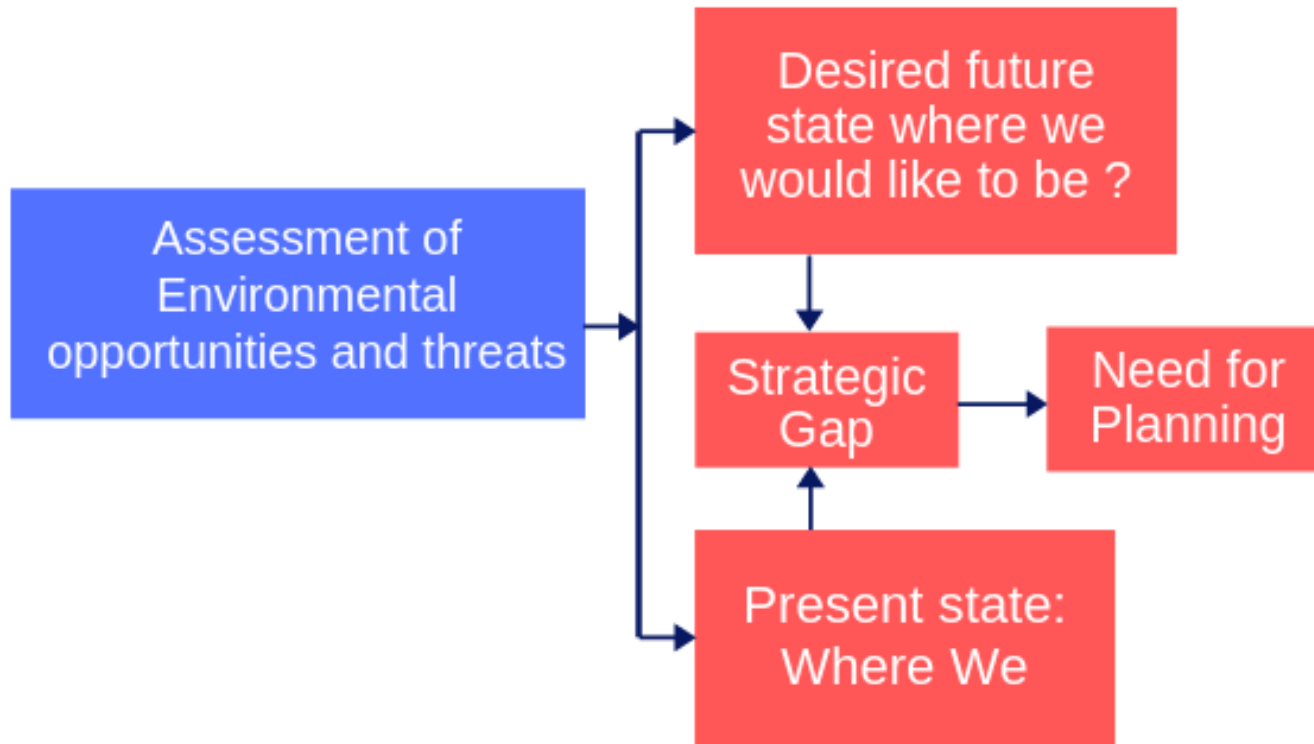 Assessment of
Environmental
opportunities and threats
Desired future
state where we
would like to be ?
Strategic
Gap
Need for
Planning
Present state:
Where We